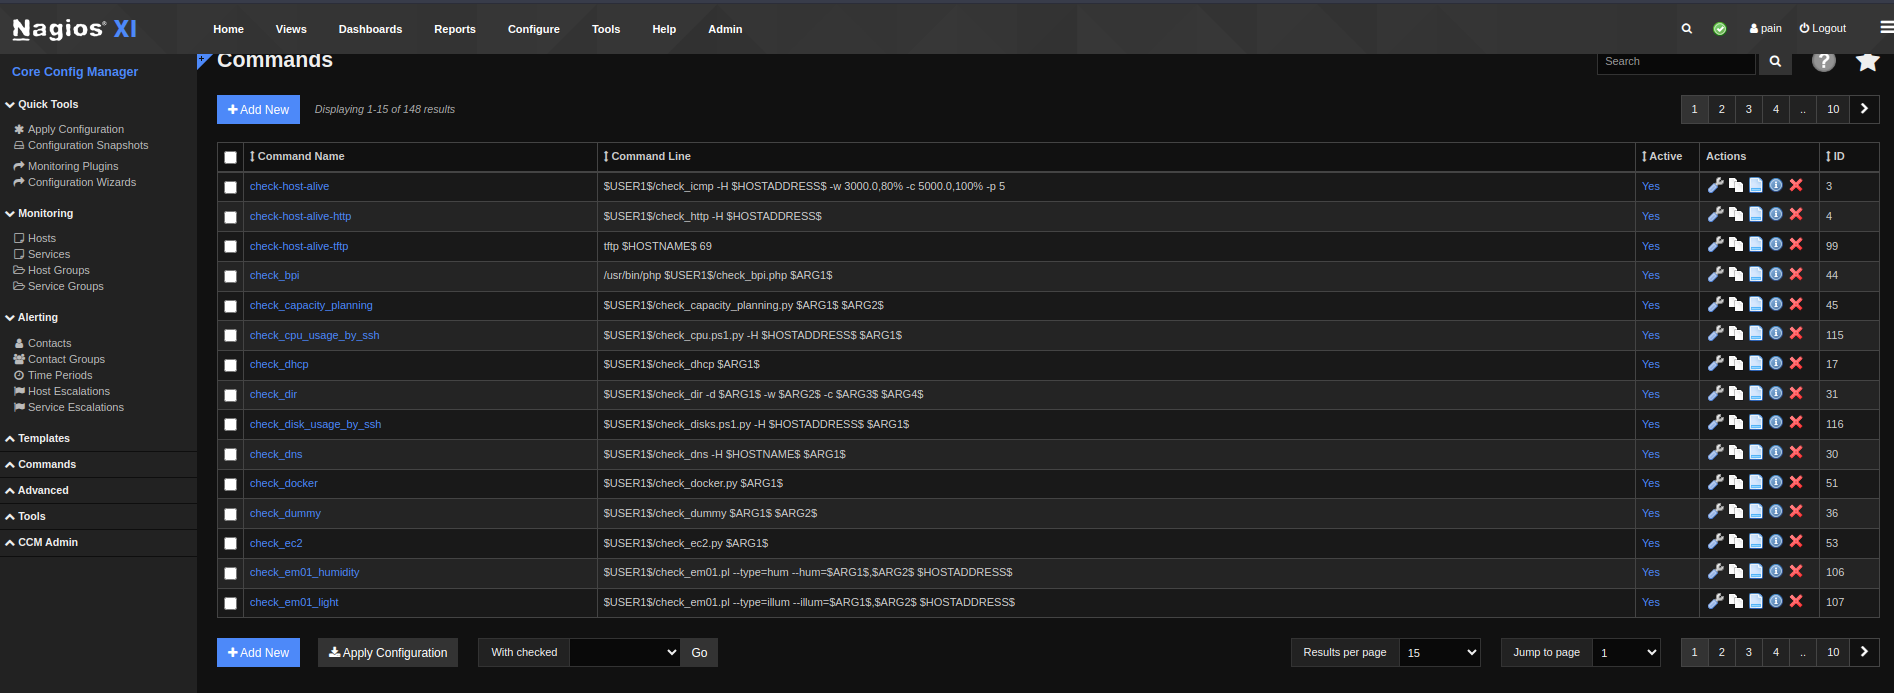 Nagios® XI Home Views Dashboards Reports Configure Tools Help Admin pain Logout
Core Config Manager
Quick Tools
Apply Configuration
Configuration Snapshots
Monitoring Plugins
Configuration Wizards
Monitoring
Hosts
Services
Host Groups
Service Groups
Alerting
Contacts
Contact Groups
Time Periods
Host Escalations
Service Escalations
Templates
Commands
Advanced
Tools
CCM Admin
Commands Search
Add New Displaying 1-15 of 148 results 1 2 3 4 .. 10
Command Name Command Line Active Actions ID
check-host-alive $USER1$/check_icmp -H $HOSTADDRESS$ -w 3000.0,80% -c 5000.0,100% -p 5 Yes 3
check-host-alive-http $USER1$/check_http -H $HOSTADDRESS$ Yes 4
check-host-alive-tftp tftp $HOSTNAME$ 69 Yes 99
check_bpi /usr/bin/php $USER1$/check_bpi.php $ARG1$ Yes 44
check_capacity_planning $USER1$/check_capacity_planning.py $ARG1$ $ARG2$ Yes 45
check_cpu_usage_by_ssh $USER1$/check_cpu.ps1.py -H $HOSTADDRESS$ $ARG1$ Yes 115
check_dhcp $USER1$/check_dhcp $ARG1$ Yes 17
check_dir $USER1$/check_dir -d $ARG1$ -w $ARG2$ -c $ARG3$ $ARG4$ Yes 31
check_disk_usage_by_ssh $USER1$/check_disks.ps1.py -H $HOSTADDRESS$ $ARG1$ Yes 116
check_dns $USER1$/check_dns -H $HOSTNAME$ $ARG1$ Yes 30
check_docker $USER1$/check_docker.py $ARG1$ Yes 51
check_dummy $USER1$/check_dummy $ARG1$ $ARG2$ Yes 36
check_ec2 $USER1$/check_ec2.py $ARG1$ Yes 53
check_em01_humidity $USER1$/check_em01.pl --type=hum --hum=$ARG1$,$ARG2$ $HOSTADDRESS$ Yes 106
check_em01_light $USER1$/check_em01.pl --type=illum --illum=$ARG1$,$ARG2$ $HOSTADDRESS$ Yes 107
Add New Apply Configuration With checked Go Results per page 15 Jump to page 1 1 2 3 4 .. 10